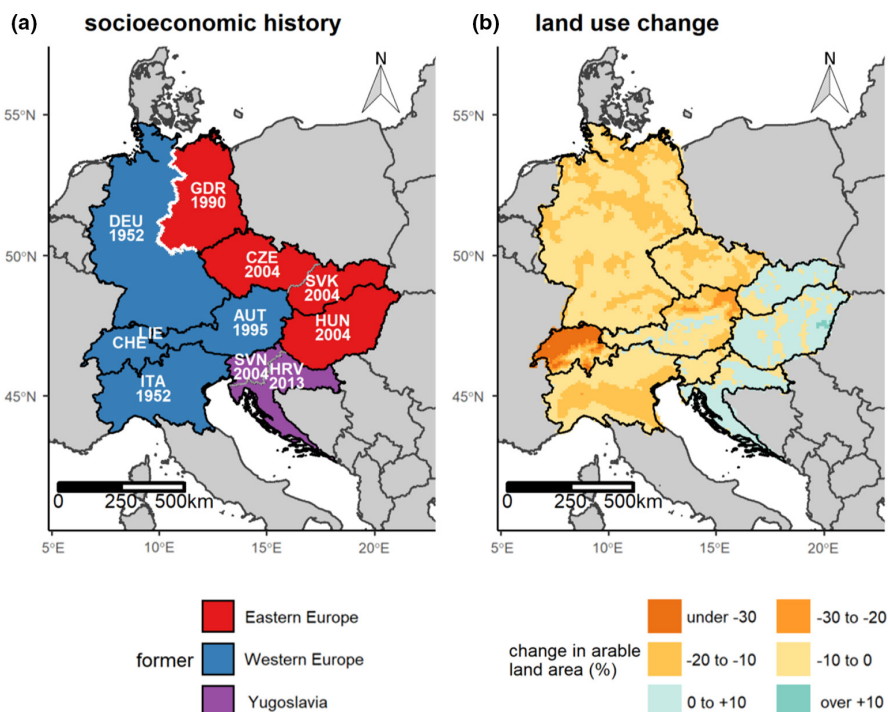 (a) socioeconomic history
N
55°N
50°N
45°N
GDR
1990
DEU
1952
CZE
2004
SVK
2004
AUT
1995
HUN
2004
LIE
CHE
SVN
2004
HRV
2013
ITA
1952
0 250 500km
5°E 10°E 15°E 20°E
former
Eastern Europe
Western Europe
Yugoslavia
(b) land use change
N
55°N
50°N
45°N
0 250 500km
5°E 10°E 15°E 20°E
change in arable
land area (%)
under -30 -30 to -20
-20 to -10 -10 to 0
0 to +10 over +10